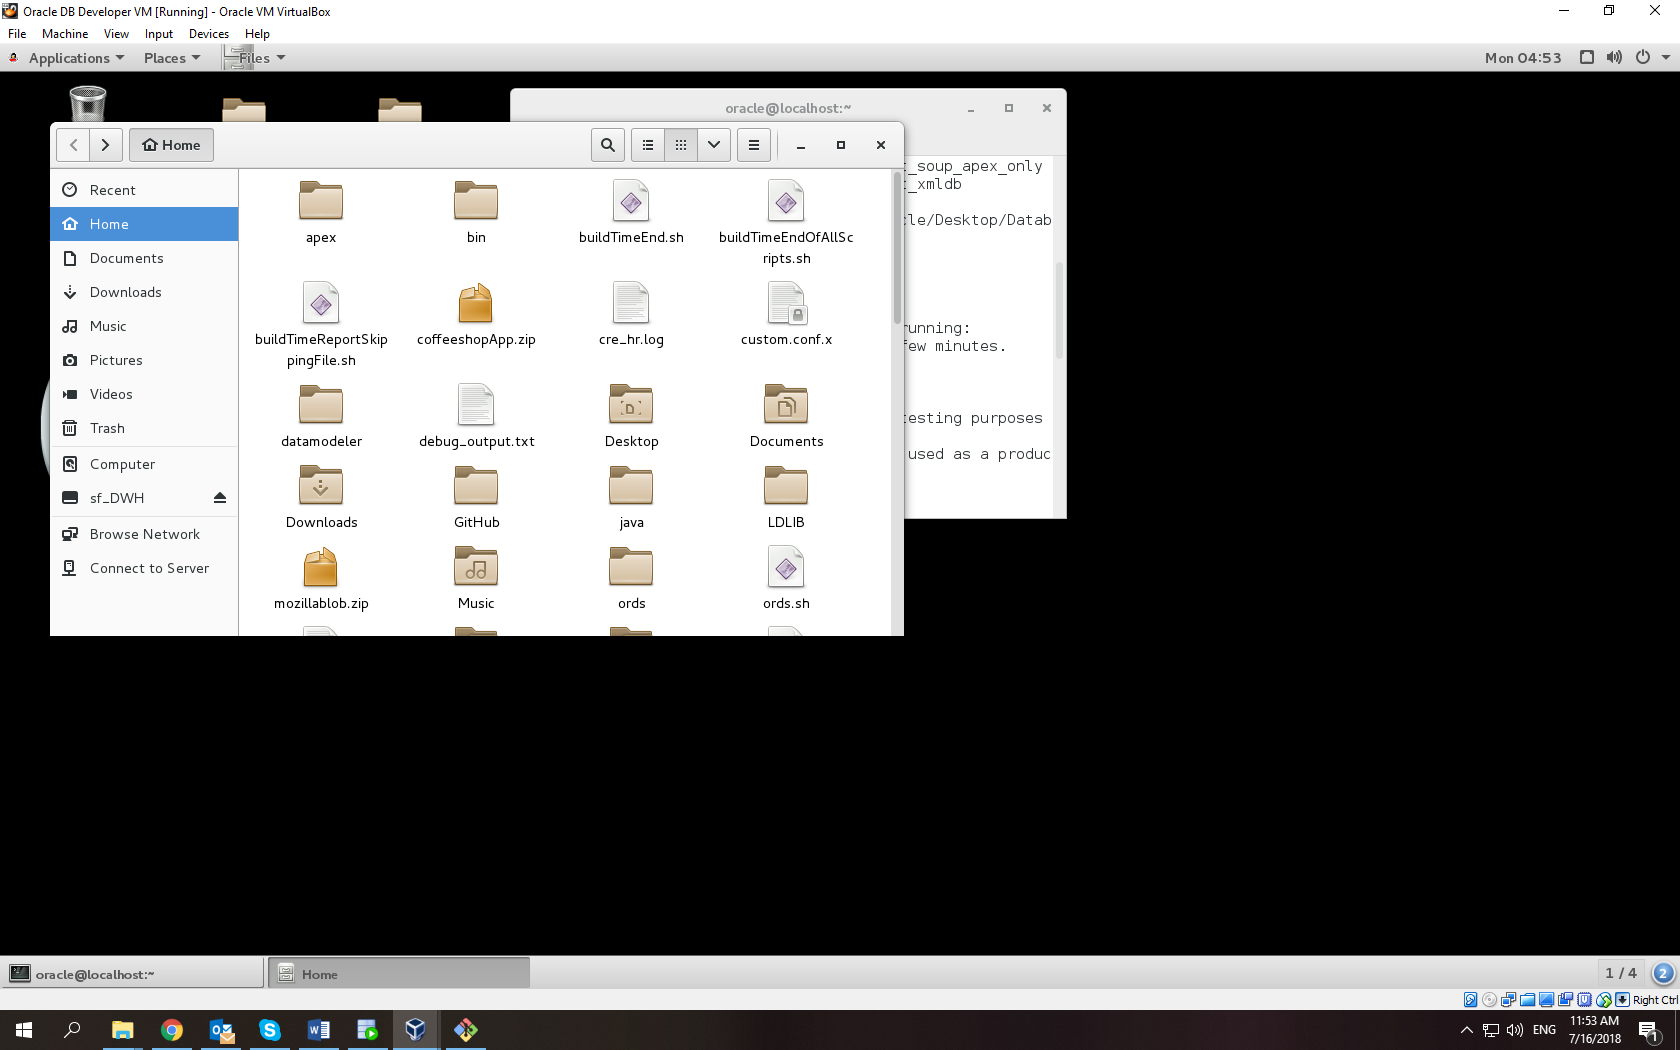 Oracle DB Developer VM [Running] - Oracle VM VirtualBox
File Machine View Input Devices Help
Applications Places Files Mon 04:53
oracle@localhost:~
Home
_soup_apex_only
_xmldb
cle/Desktop/Datab
running:
few minutes.
testing purposes
used as a produc
Recent
Home
Documents
Downloads
Music
Pictures
Videos
Trash
Computer
sf_DWH
Browse Network
Connect to Server
apex
bin
buildTimeEnd.sh
buildTimeEndOfAllSc
ripts.sh
buildTimeReportSkip
pingFile.sh
coffeeshopApp.zip
cre_hr.log
custom.conf.x
datamodeler
debug_output.txt
Desktop
Documents
Downloads
GitHub
java
LDLIB
mozillablob.zip
Music
ords
ords.sh
oracle@localhost:~ Home 1 / 4 2
Right Ctrl
ENG
11:53 AM
7/16/2018
1